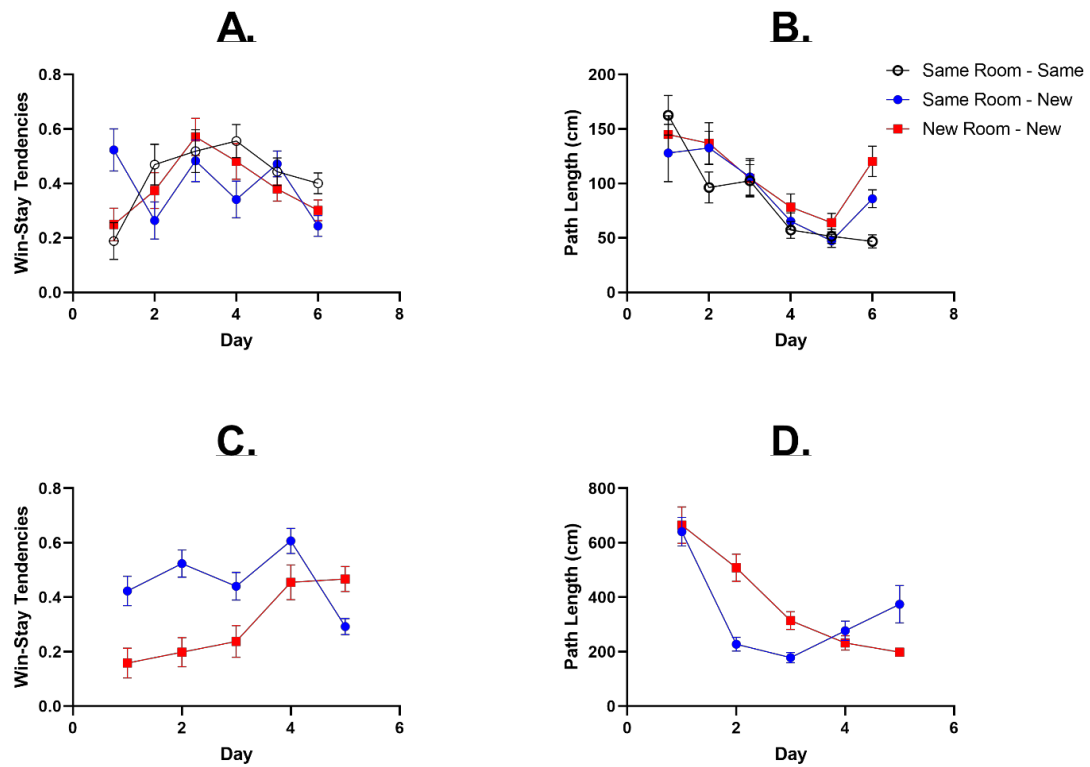 A.
0.8
0.6
0.4
0.2
0.0
0
2
4
6
8
Win-Stay Tendencies
Day
B.
200
150
100
50
0
0
2
4
6
8
Path Length (cm)
Day
Same Room - Same
Same Room - New
New Room - New
C.
0.8
0.6
0.4
0.2
0.0
0
2
4
6
Win-Stay Tendencies
Day
D.
800
600
400
200
0
0
2
4
6
Path Length (cm)
Day